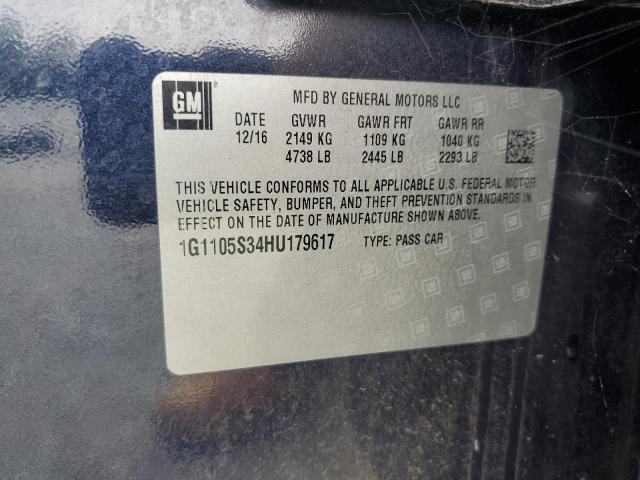 GM
MFD BY GENERAL MOTORS LLC
DATE GVWR GAWR FRT GAWR RR
12/16 2149 KG 1109 KG 1040 KG
4738 LB 2445 LB 2293 LB
THIS VEHICLE CONFORMS TO ALL APPLICABLE U.S. FEDERAL MOTOR
VEHICLE SAFETY, BUMPER, AND THEFT PREVENTION STANDARDS IN
EFFECT ON THE DATE OF MANUFACTURE SHOWN ABOVE.
1G1105S34HU179617 TYPE: PASS CAR